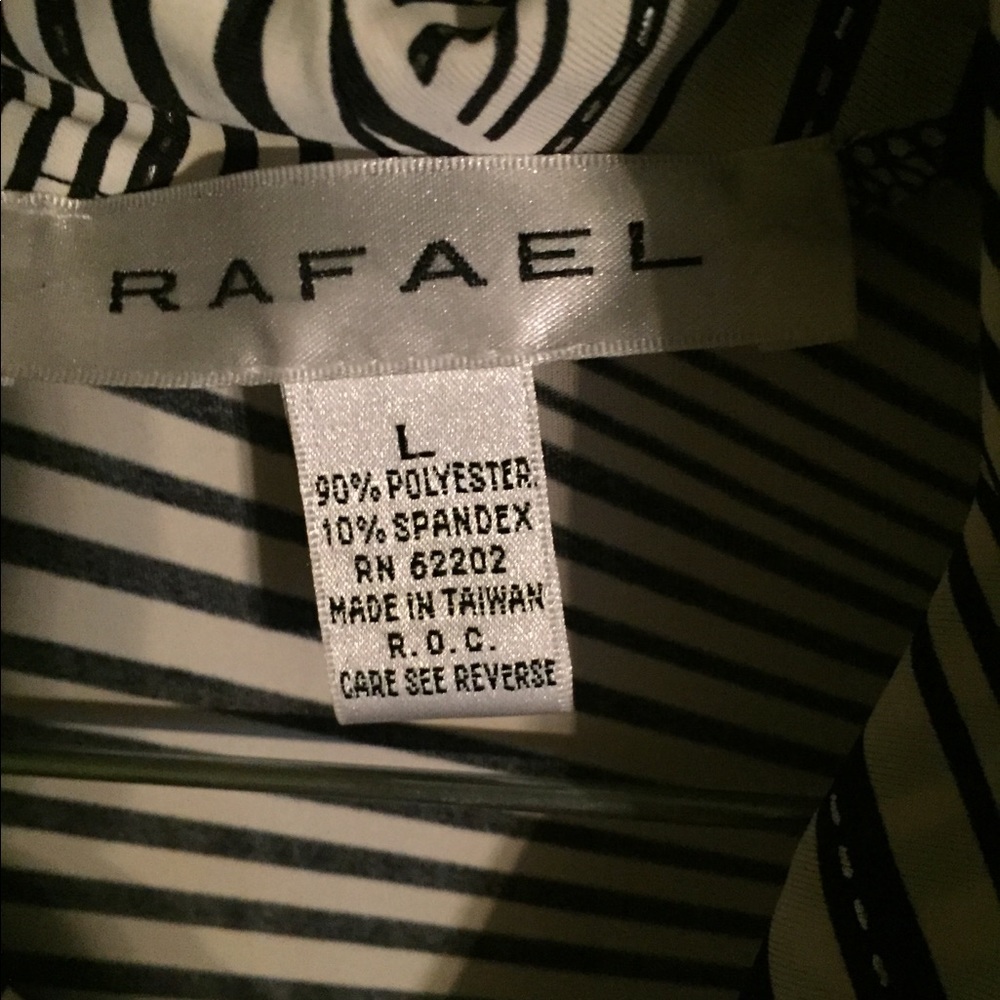 RAFAEL
L
90% POLYESTER
10% SPANDEX
RN 62202
MADE IN TAIWAN
R.O.C.
CARE SEE REVERSE